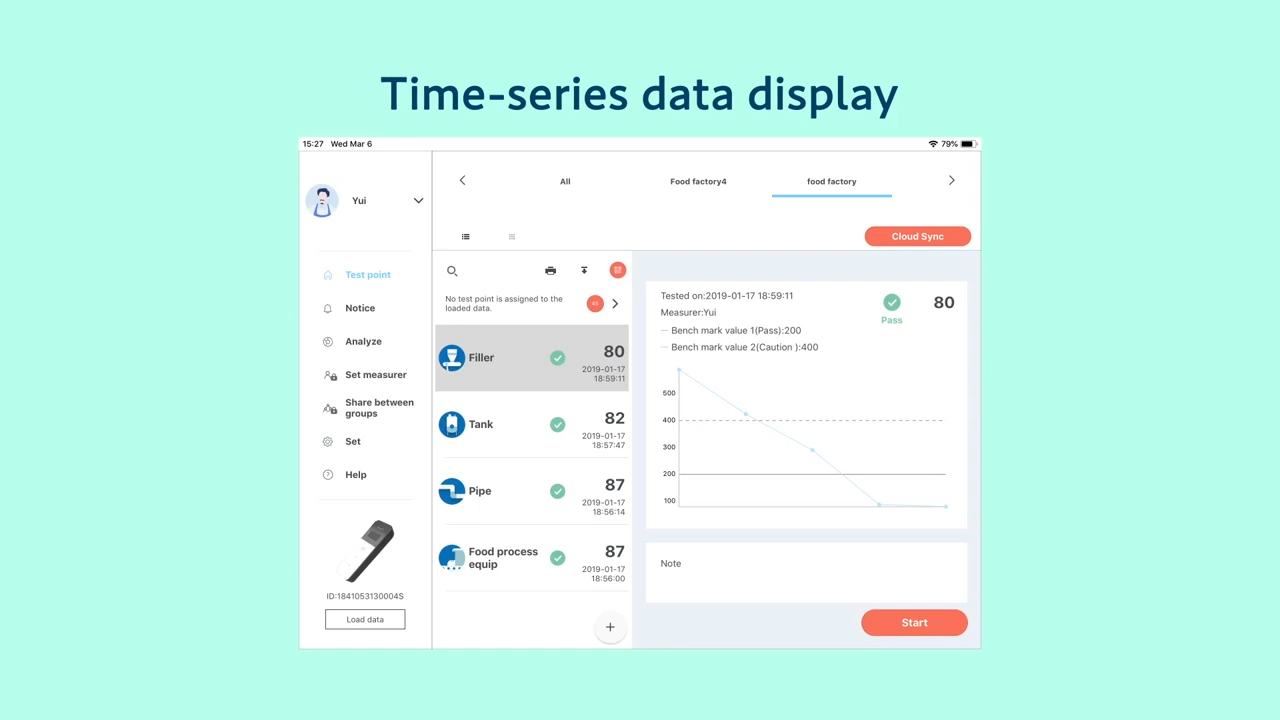 Time-series data display
15:27 Wed Mar 6
79%
Yui
All
Food factory4
food factory
Cloud Sync
Test point
Notice
Analyze
Set measurer
Share between
groups
Set
Help
ID:1841053130004S
Load data
No test point is assigned to the
loaded data.
45
Filler
80
2019-01-17
18:59:11
Tank
82
2019-01-17
18:57:47
Pipe
87
2019-01-17
18:56:14
Food process
equip
87
2019-01-17
18:56:00
+
Tested on:2019-01-17 18:59:11
Measurer:Yui
Bench mark value 1(Pass):200
Bench mark value 2(Caution ):400
Pass
80
500
400
300
200
100
Note
Start